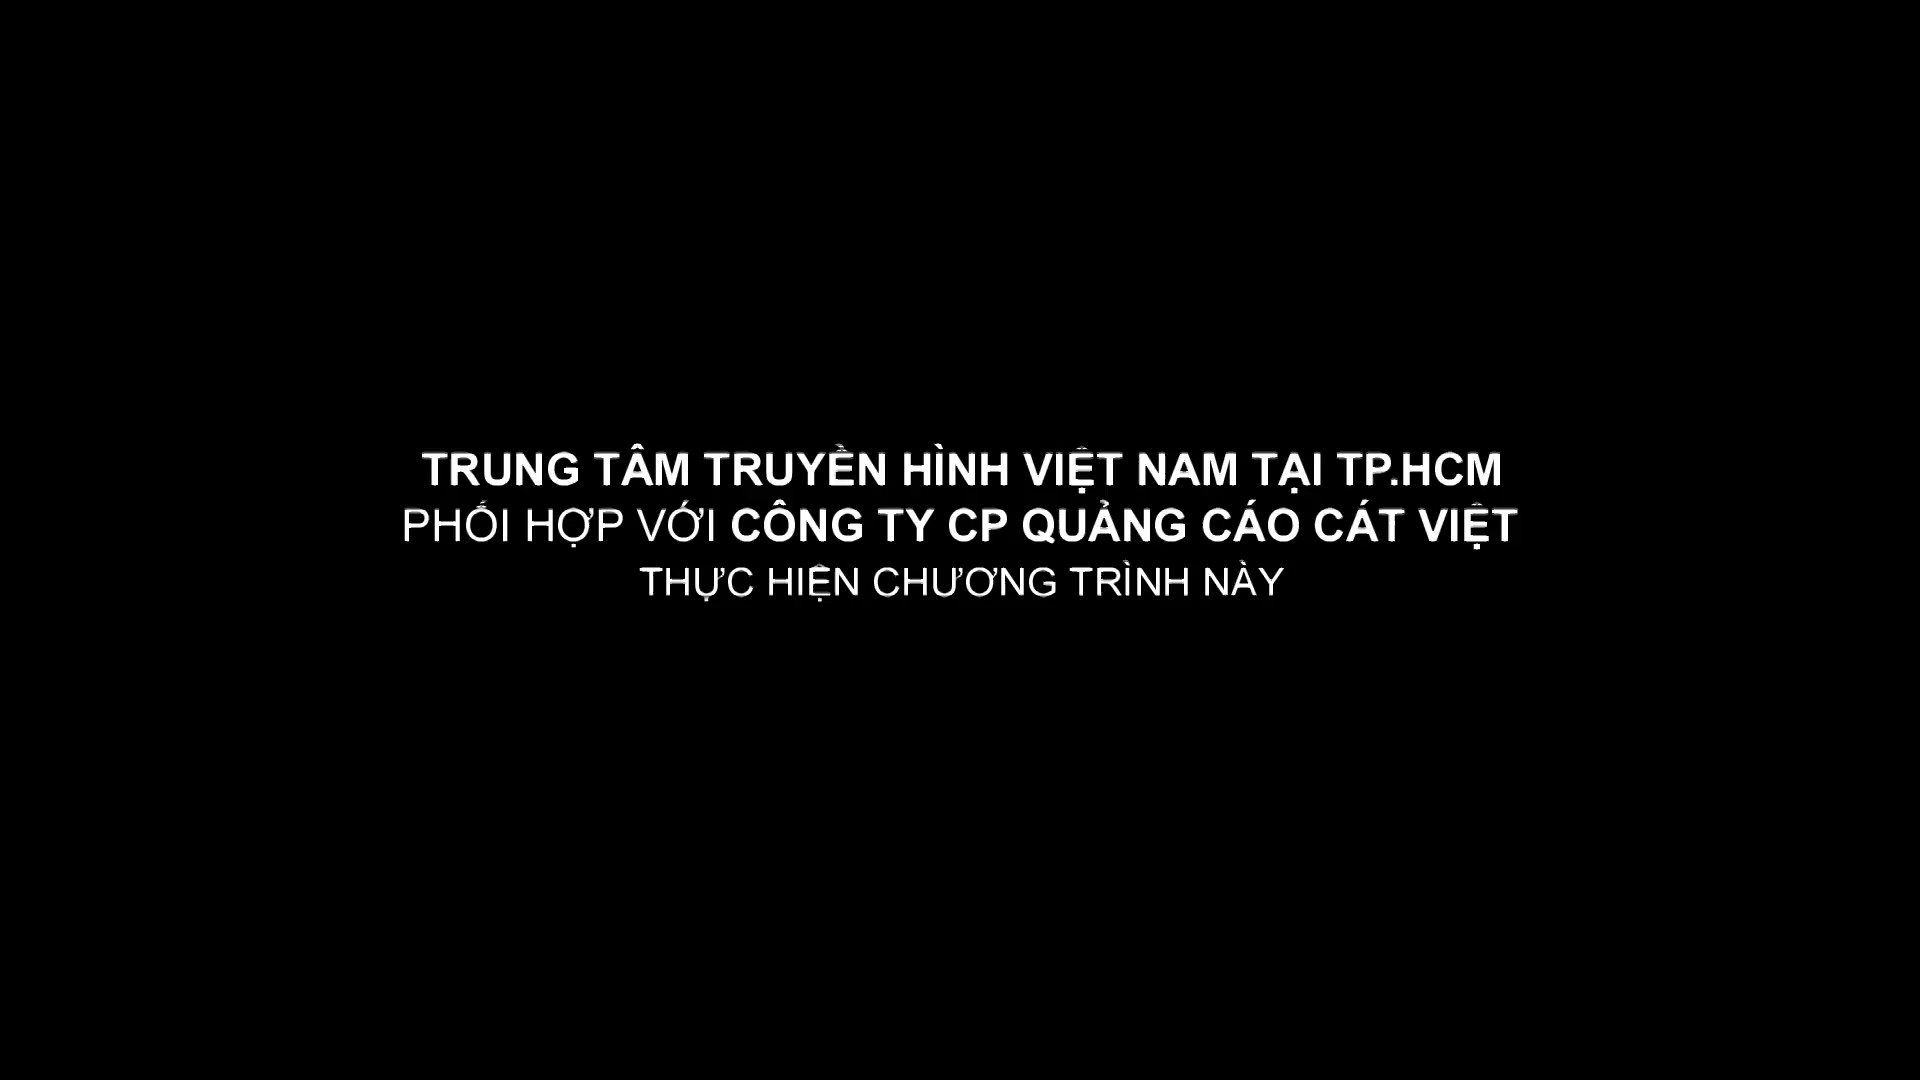 TRUNG TÂM TRUYỀN HÌNH VIỆT NAM TẠI TP.HCM
PHỐI HỢP VỚI CÔNG TY CP QUẢNG CÁO CÁT VIỆT
THỰC HIỆN CHƯƠNG TRÌNH NÀY